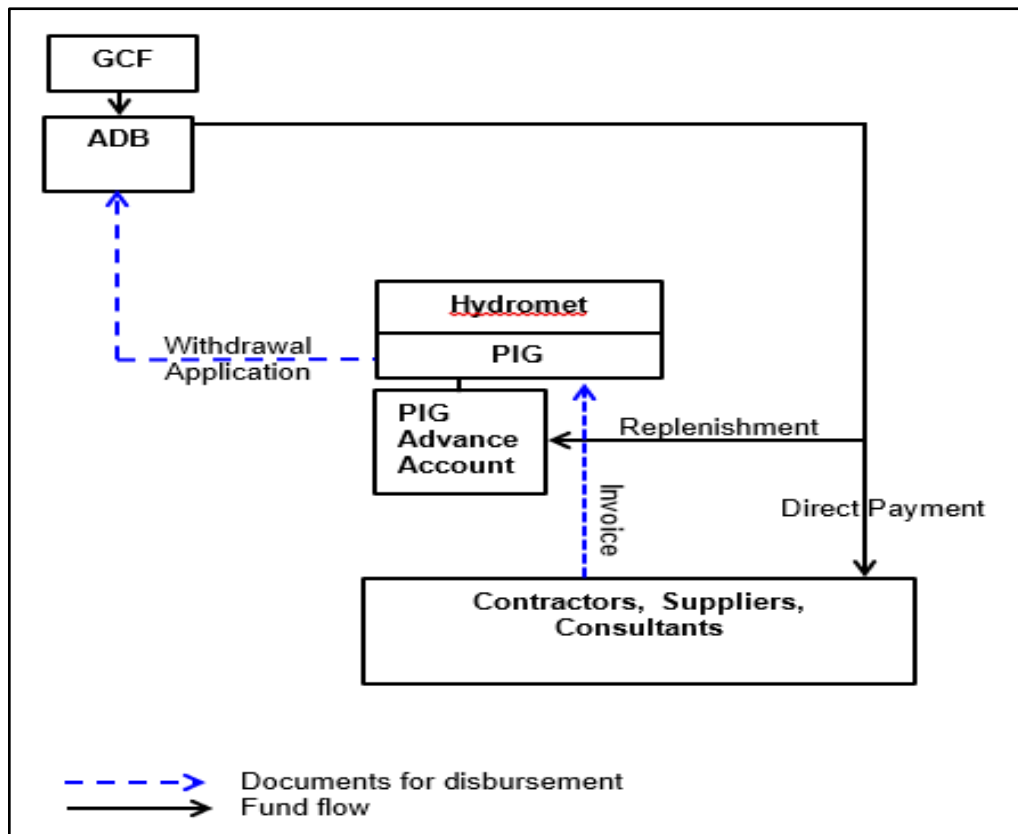 GCF
ADB
Hydromet
PIG
Withdrawal
Application
PIG
Advance
Account
Replenishment
Invoice
Direct Payment
Contractors, Suppliers,
Consultants
Documents for disbursement
Fund flow